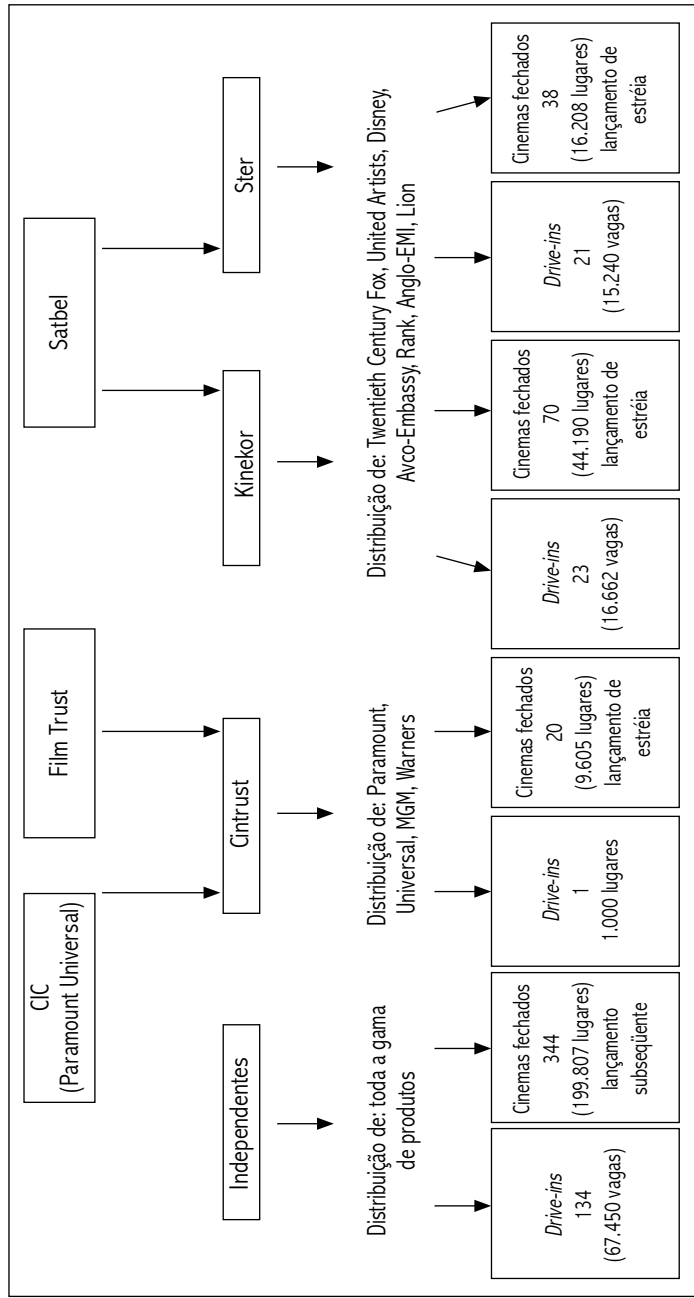 CIC
(Paramount Universal)
Film Trust
Satbel
Independentes
Cintrust
Kinekor
Ster
Distribuição de: toda a gama
de produtos
Distribuição de: Paramount,
Universal, MGM, Warners
Distribuição de: Twentieth Century Fox, United Artists, Disney,
Avco-Embassy, Rank, Anglo-EMI, Lion
Drive-ins
134
(67.450 vagas)
Cinemas fechados
344
(199.807 lugares)
lançamento
subseqüente
Drive-ins
1
1.000 lugares
Cinemas fechados
20
(9.605 lugares)
lançamento de
estréia
Drive-ins
23
(16.662 vagas)
Cinemas fechados
70
(44.190 lugares)
lançamento de
estréia
Drive-ins
21
(15.240 vagas)
Cinemas fechados
38
(16.208 lugares)
lançamento de
estréia